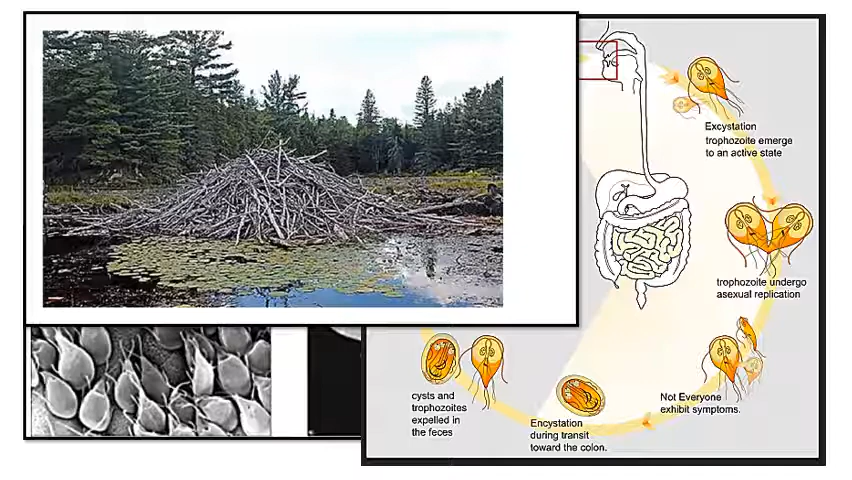 Excystation
trophozoite emerge
to an active state
trophozoite undergo
asexual replication
Not Everyone
exhibit symptoms.
Encystation
during transit
toward the colon.
cysts and
trophozoites
expelled in
the feces